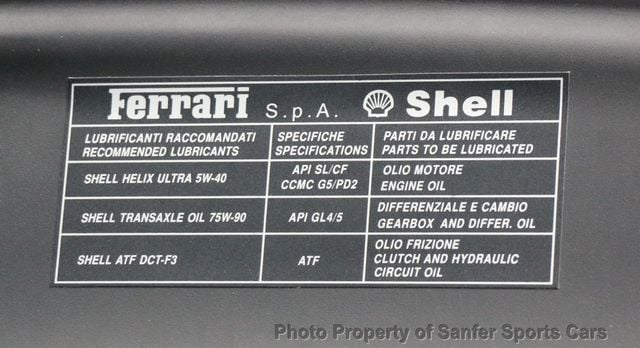 Ferrari S.p.A. Shell
LUBRIFICANTI RACCOMANDATI
RECOMMENDED LUBRICANTS
SPECIFICHE
SPECIFICATIONS
PARTI DA LUBRIFICARE
PARTS TO BE LUBRICATED
SHELL HELIX ULTRA 5W-40
API SL/CF
CCMC G5/PD2
OLIO MOTORE
ENGINE OIL
SHELL TRANSAXLE OIL 75W-90
API GL4/5
DIFFERENZIALE E CAMBIO
GEARBOX AND DIFFER. OIL
SHELL ATF DCT-F3
ATF
OLIO FRIZIONE
CLUTCH AND HYDRAULIC
CIRCUIT OIL
Photo Property of Sanfer Sports Cars